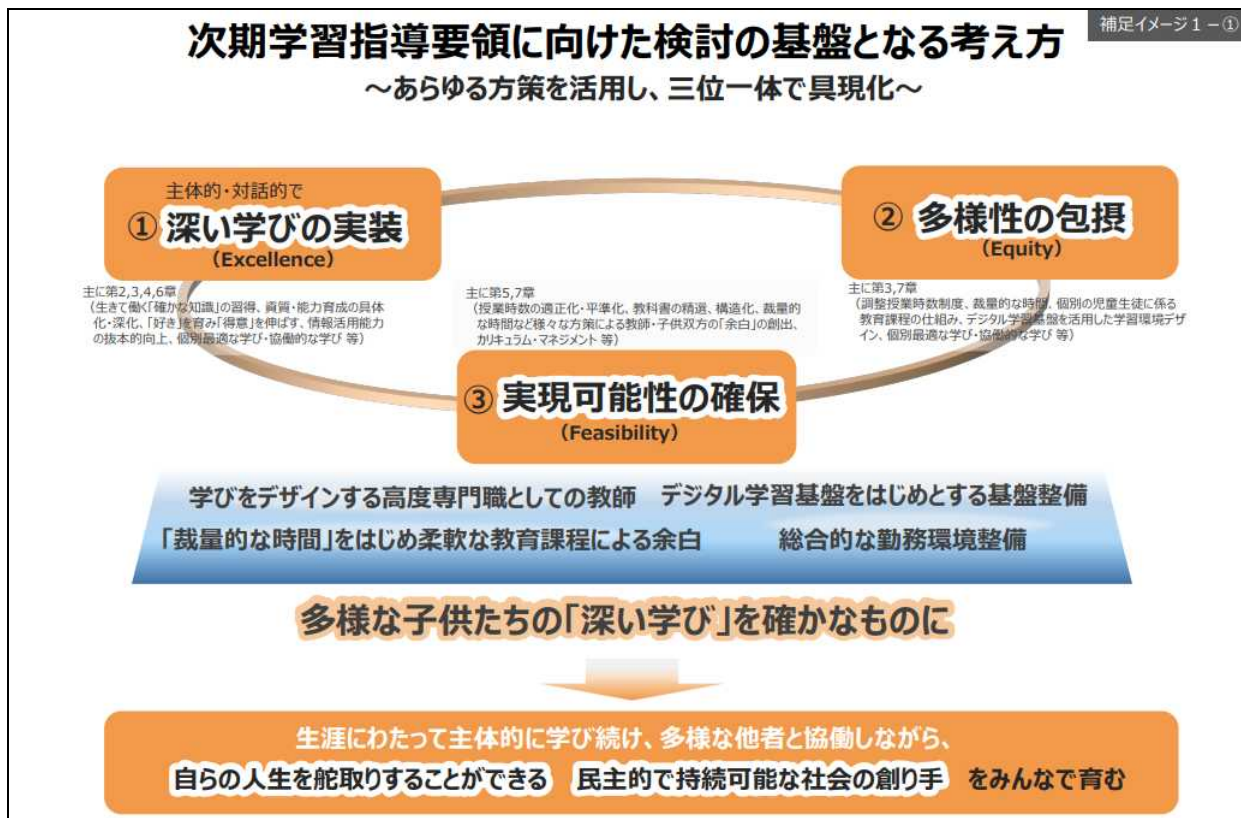 補足イメージ1－①
次期学習指導要領に向けた検討の基盤となる考え方
～あらゆる方策を活用し、三位一体で具現化～
主体的・対話的で
① 深い学びの実装
(Excellence)
② 多様性の包摂
(Equity)
主に第2,3,4,6章
（生きて働く「確かな知識」の習得、資質・能力育成の具体
化・深化、「好き」を育み「得意」を伸ばす、情報活用能力
の抜本的向上、個別最適な学び・協働的な学び 等）
主に第5,7章
（授業時数の適正化・平準化、教科書の精選、構造化、裁量的
な時間など様々な方策による教師・子供双方の「余白」の創出、
カリキュラム・マネジメント 等）
主に第3,7章
（調整授業時数制度、裁量的な時間、個別の児童生徒に係る
教育課程の仕組み、デジタル学習基盤を活用した学習環境デザ
イン、個別最適な学び・協働的な学び 等）
③ 実現可能性の確保
(Feasibility)
学びをデザインする高度専門職としての教師 デジタル学習基盤をはじめとする基盤整備
「裁量的な時間」をはじめ柔軟な教育課程による余白 総合的な勤務環境整備
多様な子供たちの「深い学び」を確かなものに
生涯にわたって主体的に学び続け、多様な他者と協働しながら、
自らの人生を舵取りすることができる 民主的で持続可能な社会の創り手 をみんなで育む